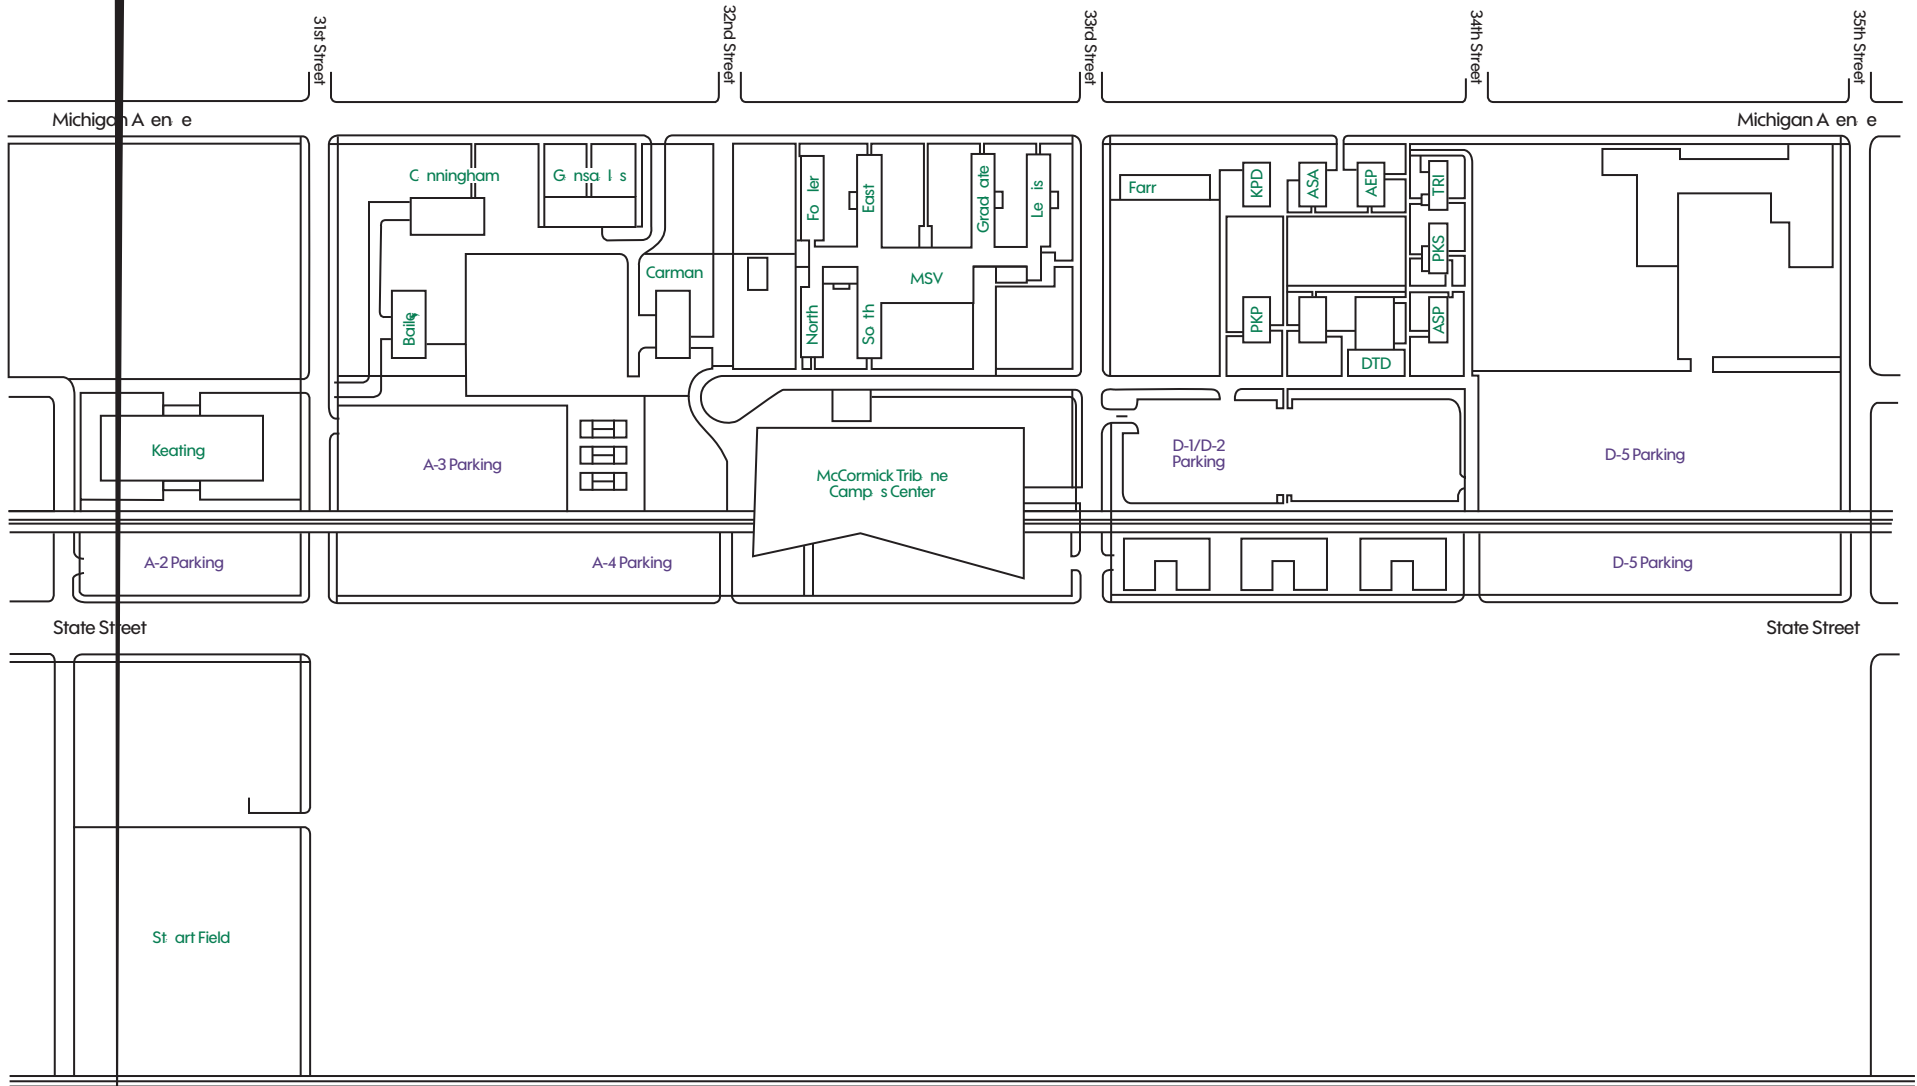 31st Street
32nd Street
33rd Street
34th Street
35th Street
Michigan A en e
Michigan A en e
C nningham
G nsa l s
Fo ler
East
Grad ate
Le is
Farr
KPD
ASA
AEP
TRI
PKS
Carman
MSV
Bailey
North
So th
PKP
ASP
DTD
Keating
A-3 Parking
McCormick Trib ne
Camp s Center
D-1/D-2
Parking
D-5 Parking
A-2 Parking
A-4 Parking
D-5 Parking
State Street
State Street
St art Field